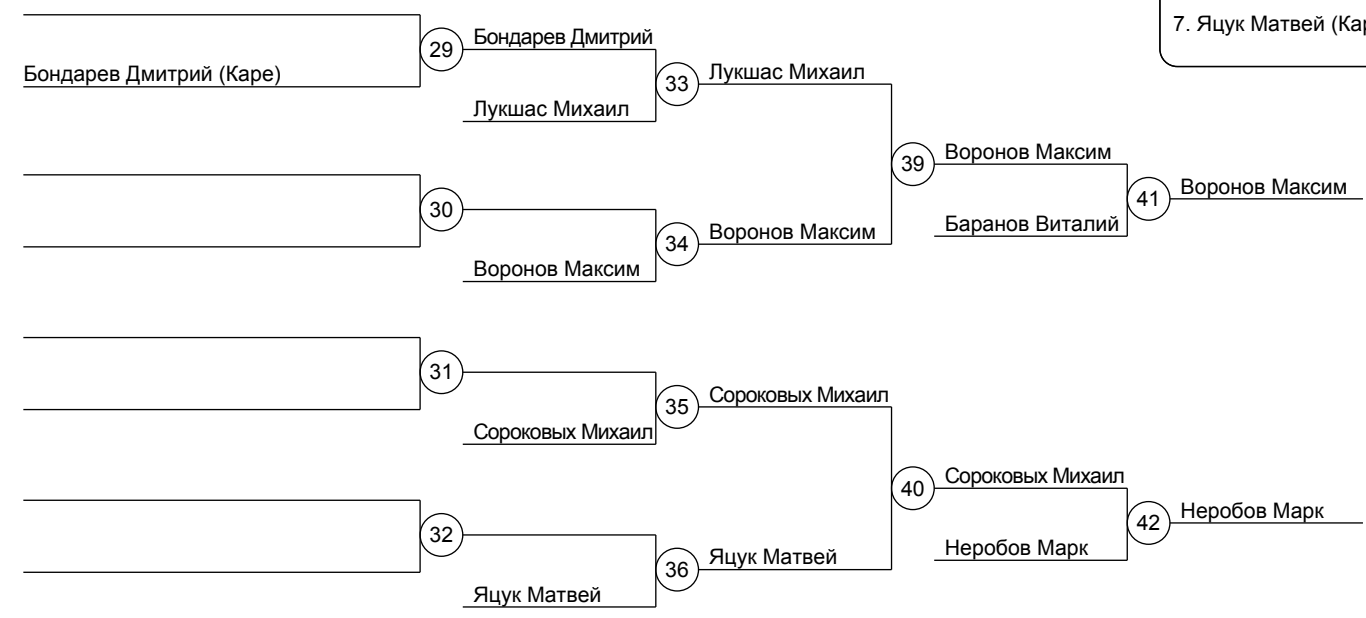 7. Яцук Матвей (Кар
Бондарев Дмитрий (Каре)
29
Бондарев Дмитрий
Лукшас Михаил
33
Лукшас Михаил
30
Воронов Максим
34
Воронов Максим
39
Воронов Максим
Баранов Виталий
41
Воронов Максим
31
Сороковых Михаил
35
Сороковых Михаил
32
Яцук Матвей
36
Яцук Матвей
40
Сороковых Михаил
Неробов Марк
42
Неробов Марк